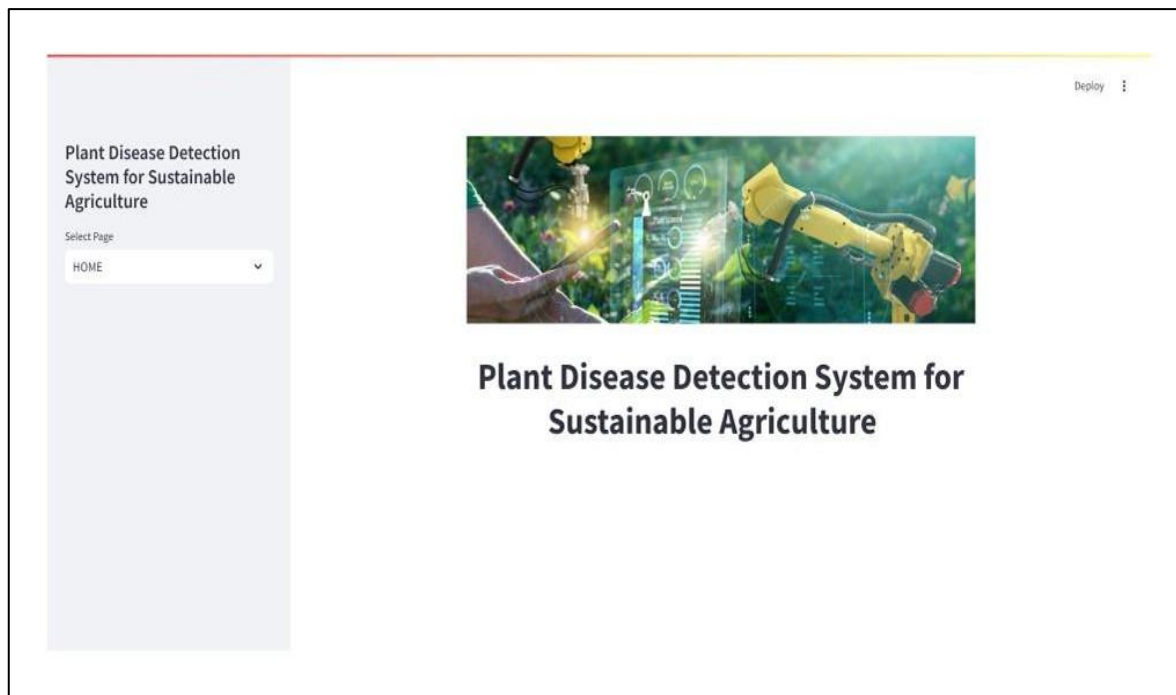 Deploy
Plant Disease Detection
System for Sustainable
Agriculture
Select Page
HOME
Plant Disease Detection System for
Sustainable Agriculture